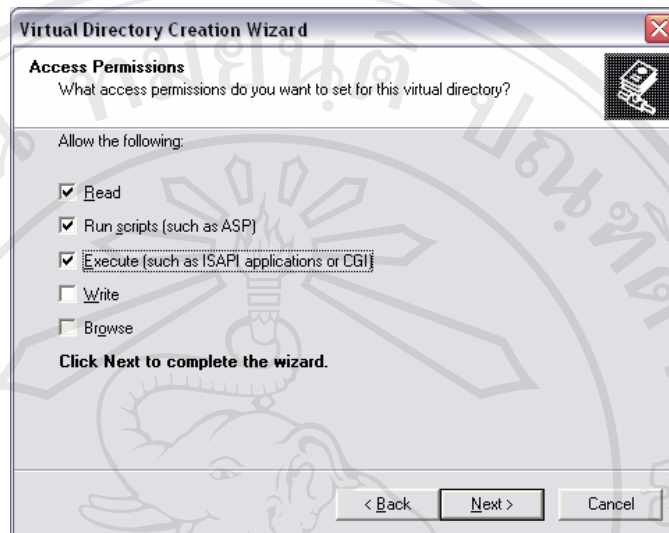 Virtual Directory Creation Wizard
Access Permissions
What access permissions do you want to set for this virtual directory?
Allow the following:
Read
Run scripts (such as ASP)
Execute (such as ISAPI applications or CGI)
Write
Browse
Click Next to complete the wizard.
< Back Next > Cancel